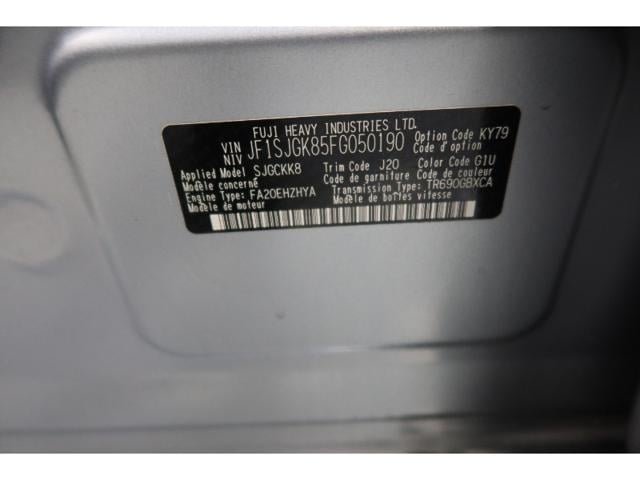 FUJI HEAVY INDUSTRIES LTD.
VIN NIV JF1SJGK85FG050190 Option Code KY79
Code d'option
Applied Model SJGCKK8 Trim Code J20 Color Code G1U
Modèle concerné Code de garniture Code de couleur
Engine Type: FA20EHZHYA Transmission Type: TR690GBXCA
Modèle de moteur Modèle de boîtes vitesse